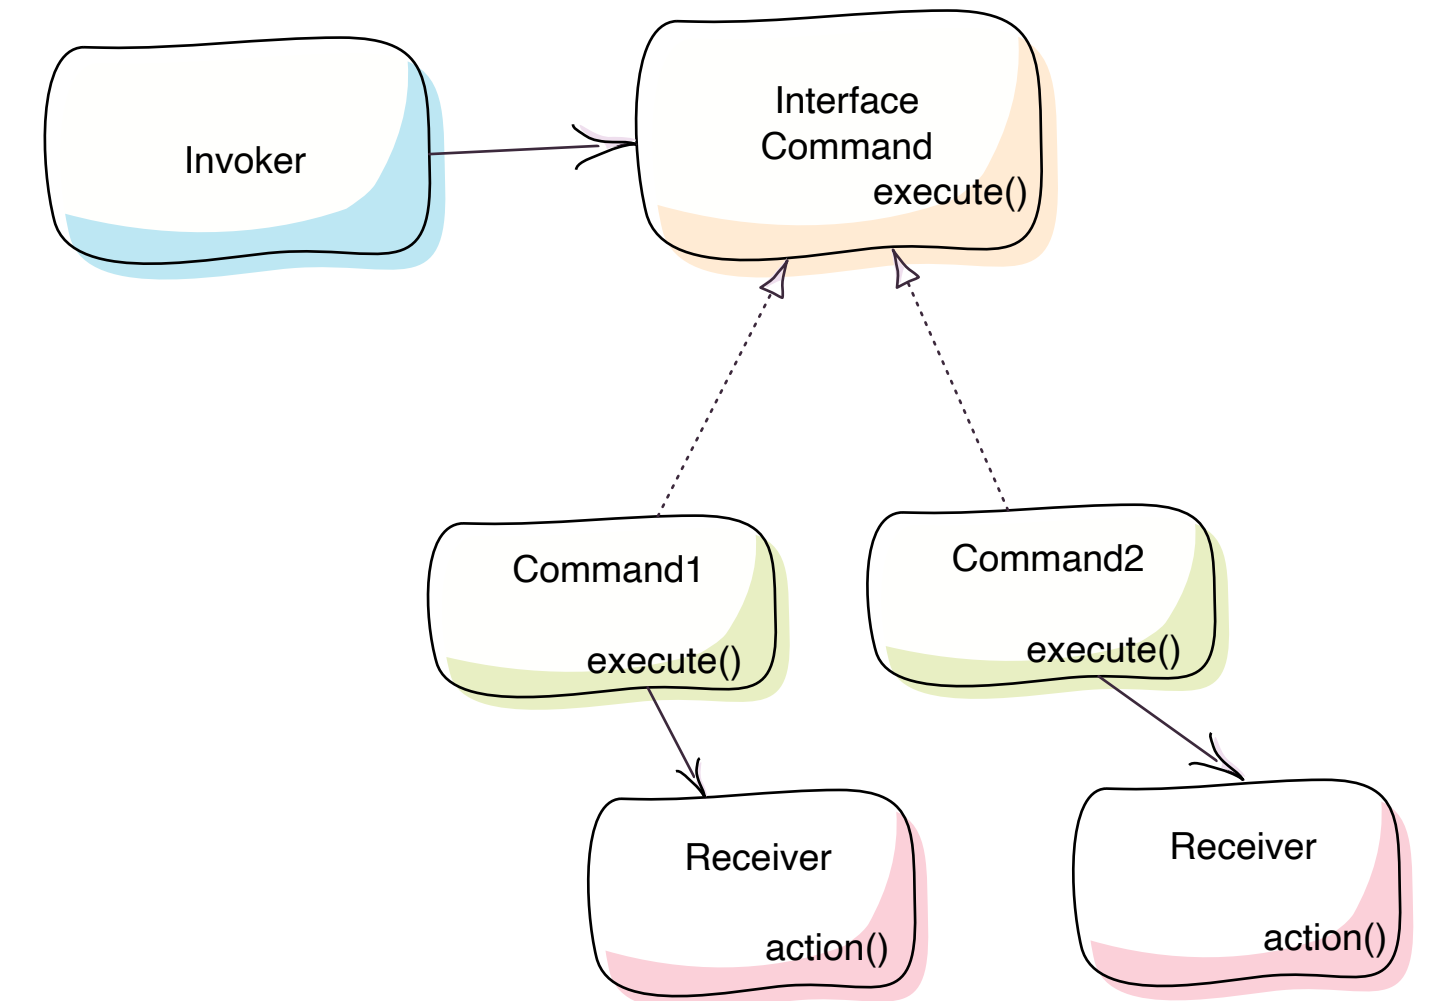 Invoker
Interface
Command
execute()
Command1
execute()
Command2
execute()
Receiver
action()
Receiver
action()